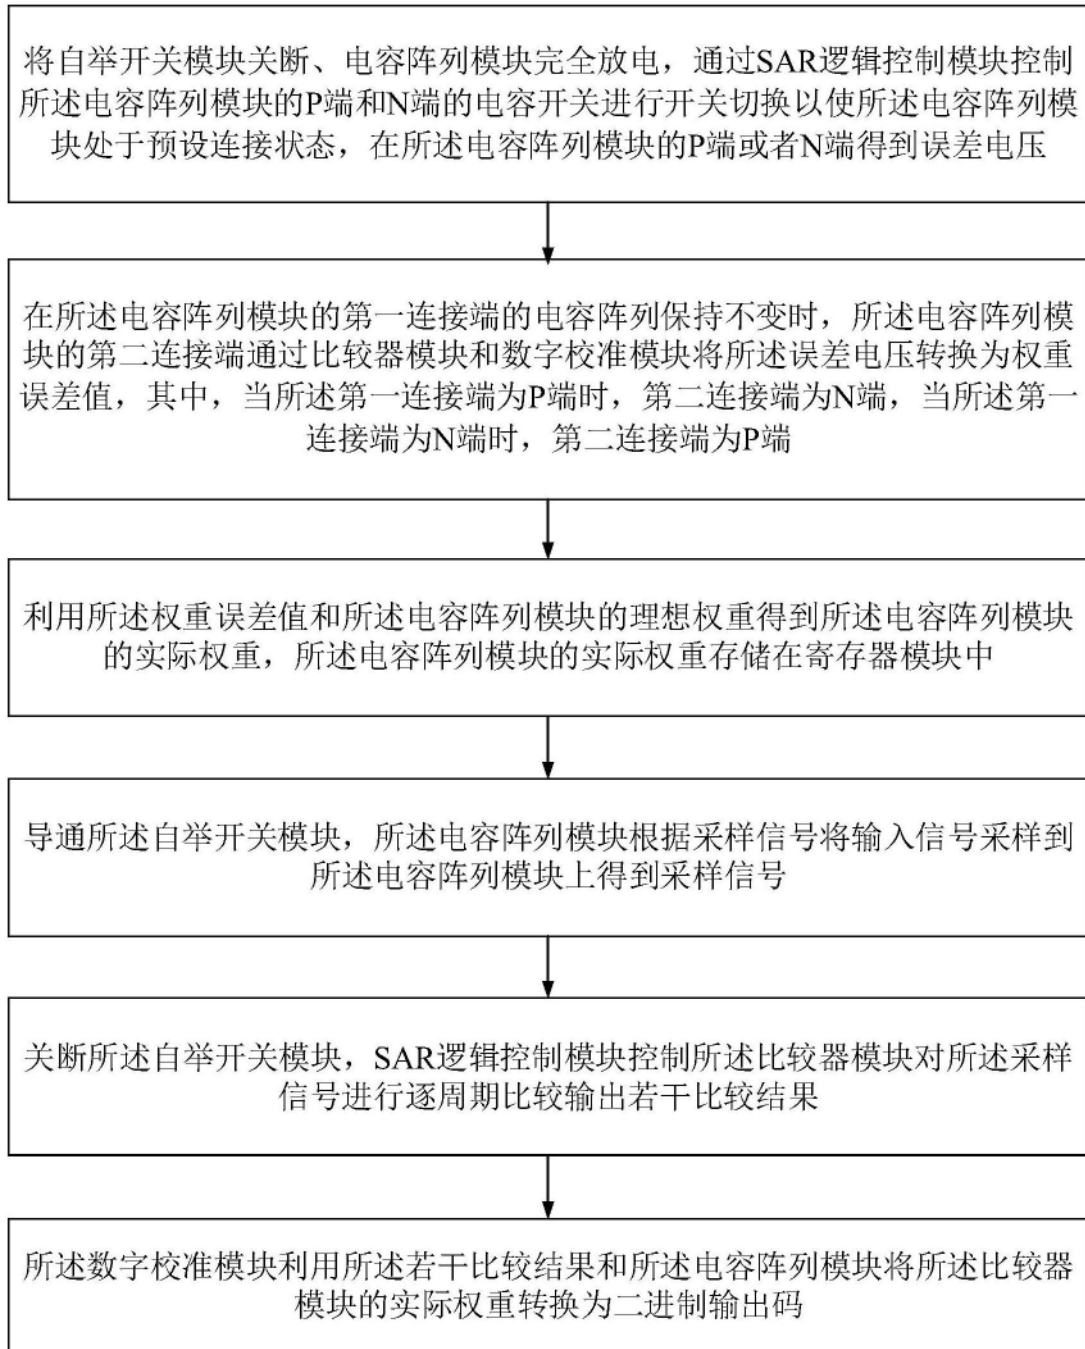 将自举开关模块关断、电容阵列模块完全放电，通过SAR逻辑控制模块控制
所述电容阵列模块的P端和N端的电容开关进行开关切换以使所述电容阵列模
块处于预设连接状态，在所述电容阵列模块的P端或者N端得到误差电压
在所述电容阵列模块的第一连接端的电容阵列保持不变时，所述电容阵列模
块的第二连接端通过比较器模块和数字校准模块将所述误差电压转换为权重
误差值，其中，当所述第一连接端为P端时，第二连接端为N端，当所述第一
连接端为N端时，第二连接端为P端
利用所述权重误差值和所述电容阵列模块的理想权重得到所述电容阵列模块
的实际权重，所述电容阵列模块的实际权重存储在寄存器模块中
导通所述自举开关模块，所述电容阵列模块根据采样信号将输入信号采样到
所述电容阵列模块上得到采样信号
关断所述自举开关模块，SAR逻辑控制模块控制所述比较器模块对所述采样
信号进行逐周期比较输出若干比较结果
所述数字校准模块利用所述若干比较结果和所述电容阵列模块将所述比较器
模块的实际权重转换为二进制输出码